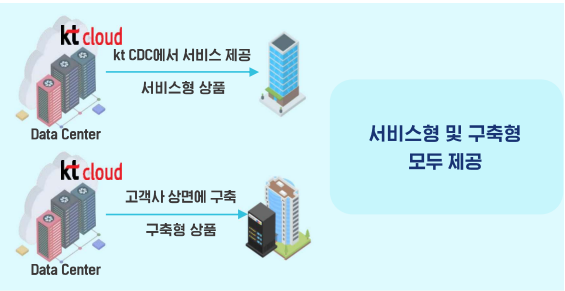 kt cloud
kt CDC에서 서비스 제공
서비스형 상품
Data Center
kt cloud
고객사 상면에 구축
구축형 상품
Data Center
서비스형 및 구축형
모두 제공